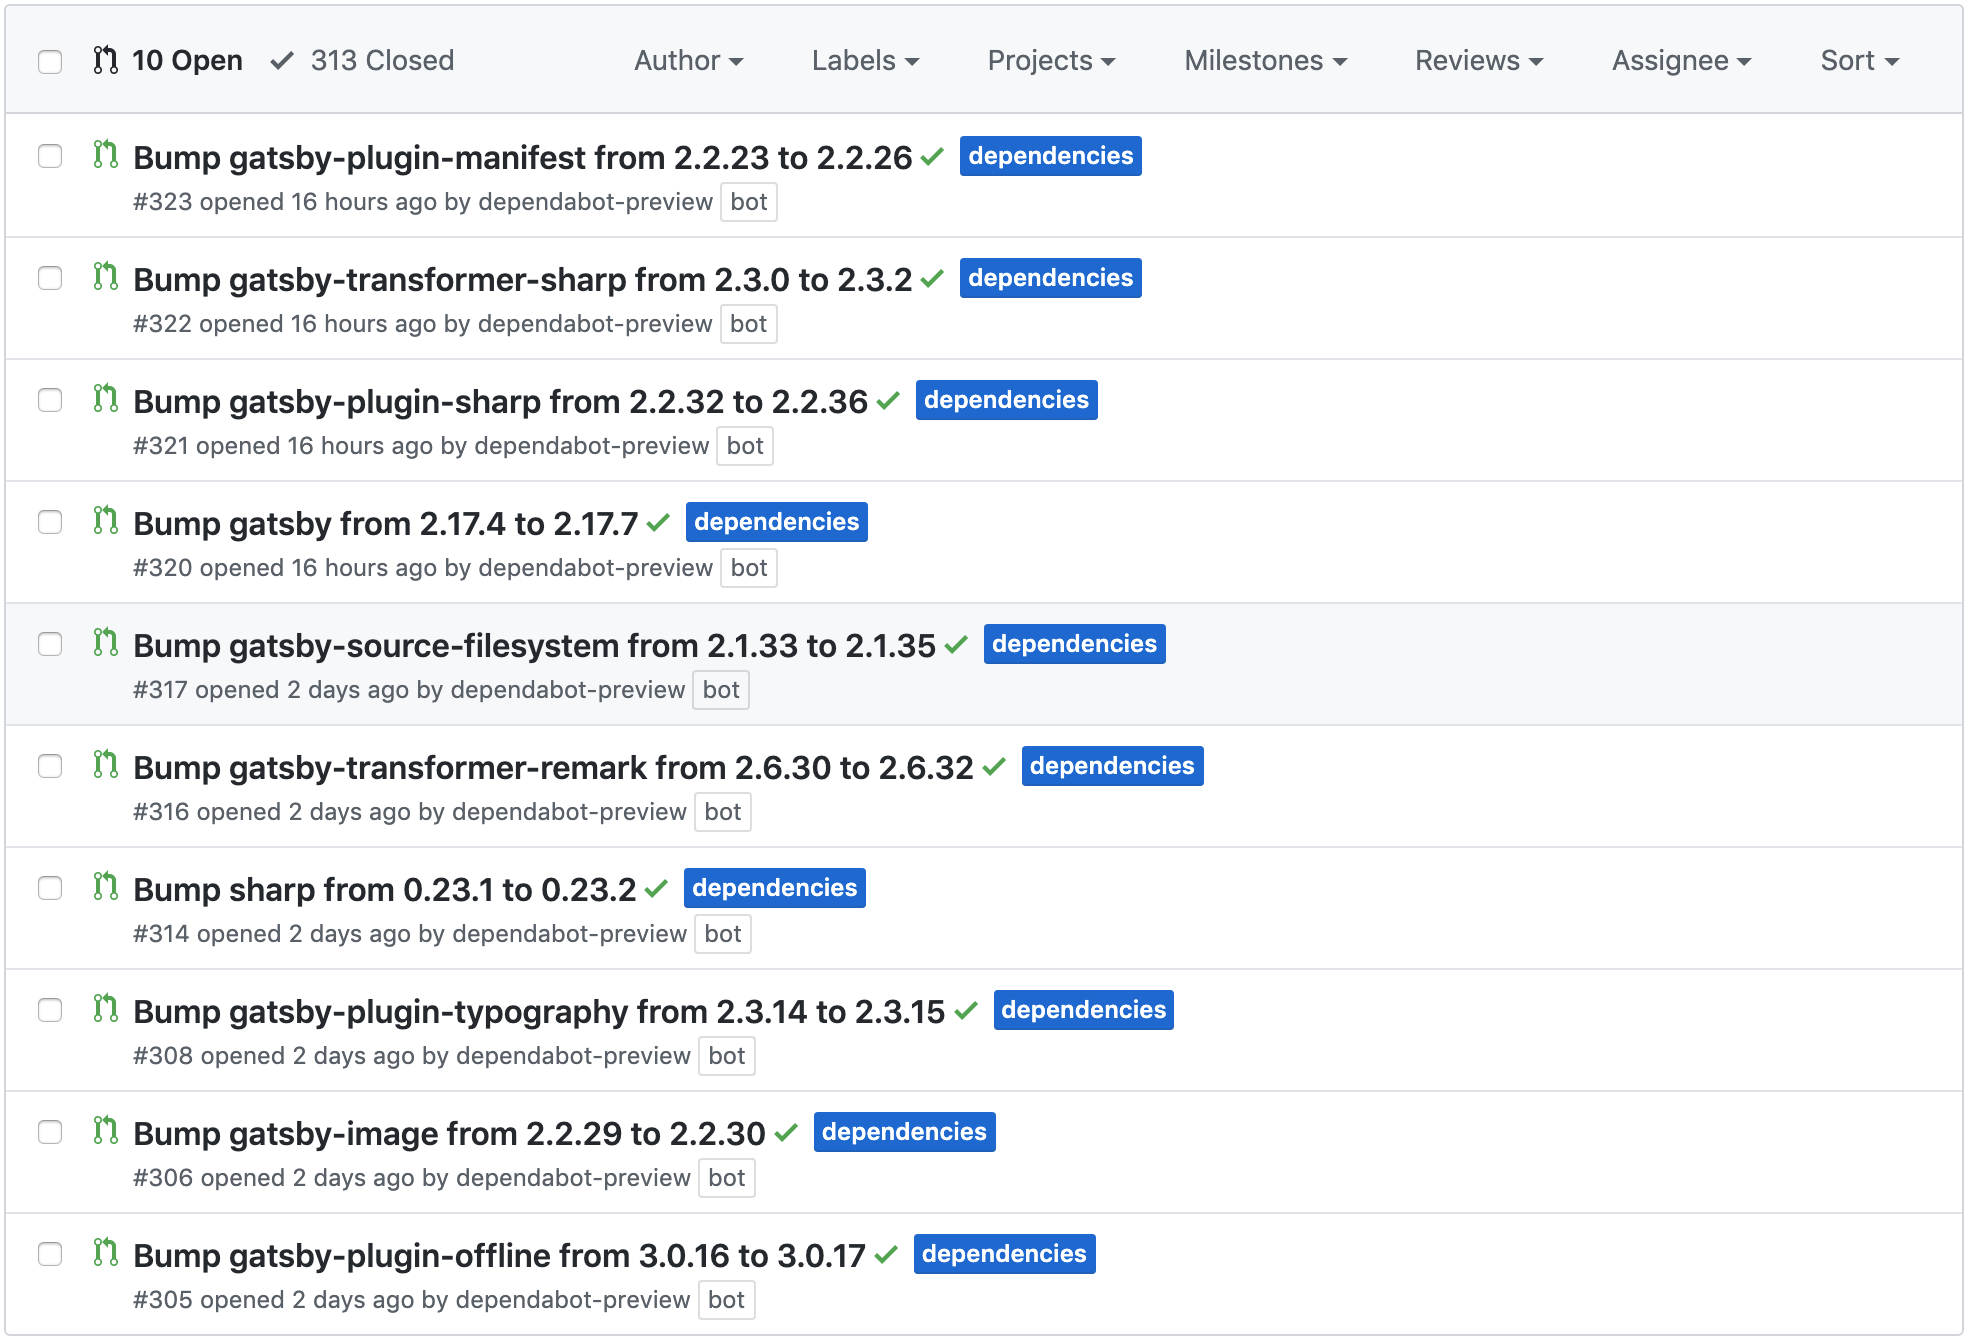 10 Open 313 Closed Author Labels Projects Milestones Reviews Assignee Sort
Bump gatsby-plugin-manifest from 2.2.23 to 2.2.26 dependencies
#323 opened 16 hours ago by dependabot-preview bot
Bump gatsby-transformer-sharp from 2.3.0 to 2.3.2 dependencies
#322 opened 16 hours ago by dependabot-preview bot
Bump gatsby-plugin-sharp from 2.2.32 to 2.2.36 dependencies
#321 opened 16 hours ago by dependabot-preview bot
Bump gatsby from 2.17.4 to 2.17.7 dependencies
#320 opened 16 hours ago by dependabot-preview bot
Bump gatsby-source-filesystem from 2.1.33 to 2.1.35 dependencies
#317 opened 2 days ago by dependabot-preview bot
Bump gatsby-transformer-remark from 2.6.30 to 2.6.32 dependencies
#316 opened 2 days ago by dependabot-preview bot
Bump sharp from 0.23.1 to 0.23.2 dependencies
#314 opened 2 days ago by dependabot-preview bot
Bump gatsby-plugin-typography from 2.3.14 to 2.3.15 dependencies
#308 opened 2 days ago by dependabot-preview bot
Bump gatsby-image from 2.2.29 to 2.2.30 dependencies
#306 opened 2 days ago by dependabot-preview bot
Bump gatsby-plugin-offline from 3.0.16 to 3.0.17 dependencies
#305 opened 2 days ago by dependabot-preview bot